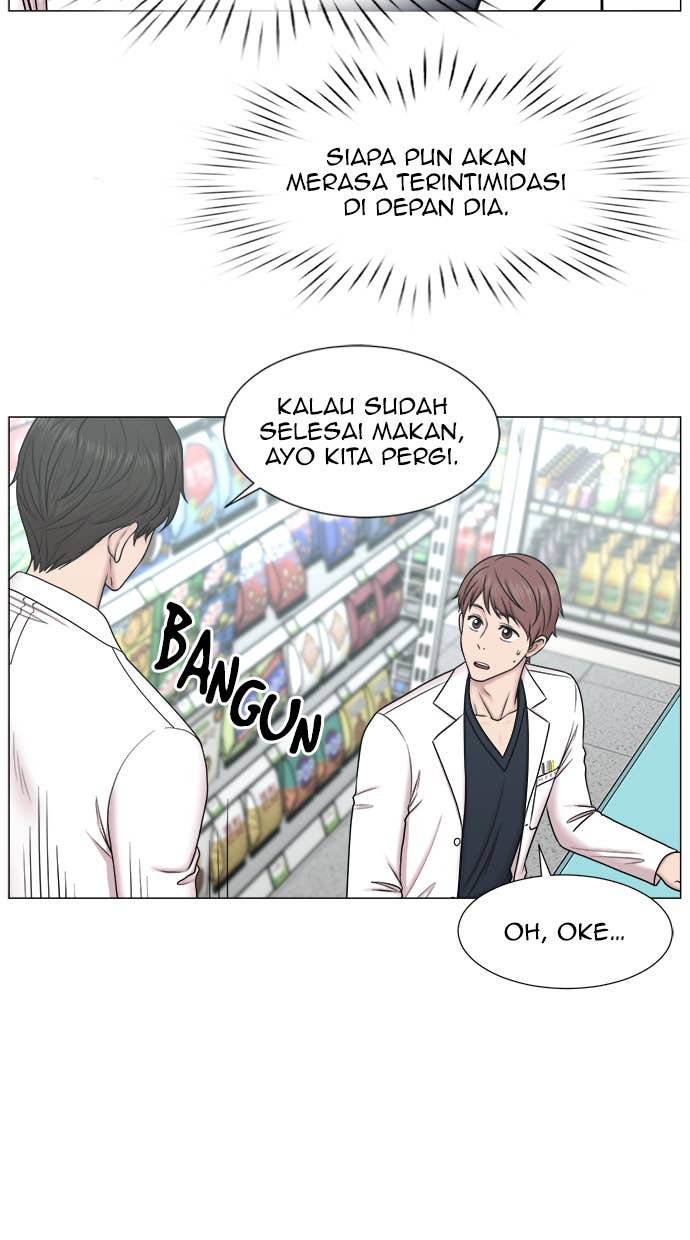 SIAPA PUN AKAN
MERASA TERINTIMIDASI
DI DEPAN DIA.
KALAU SUDAH
SELESAI MAKAN,
AYO KITA PERGI.
BANGUN
OH, OKE...